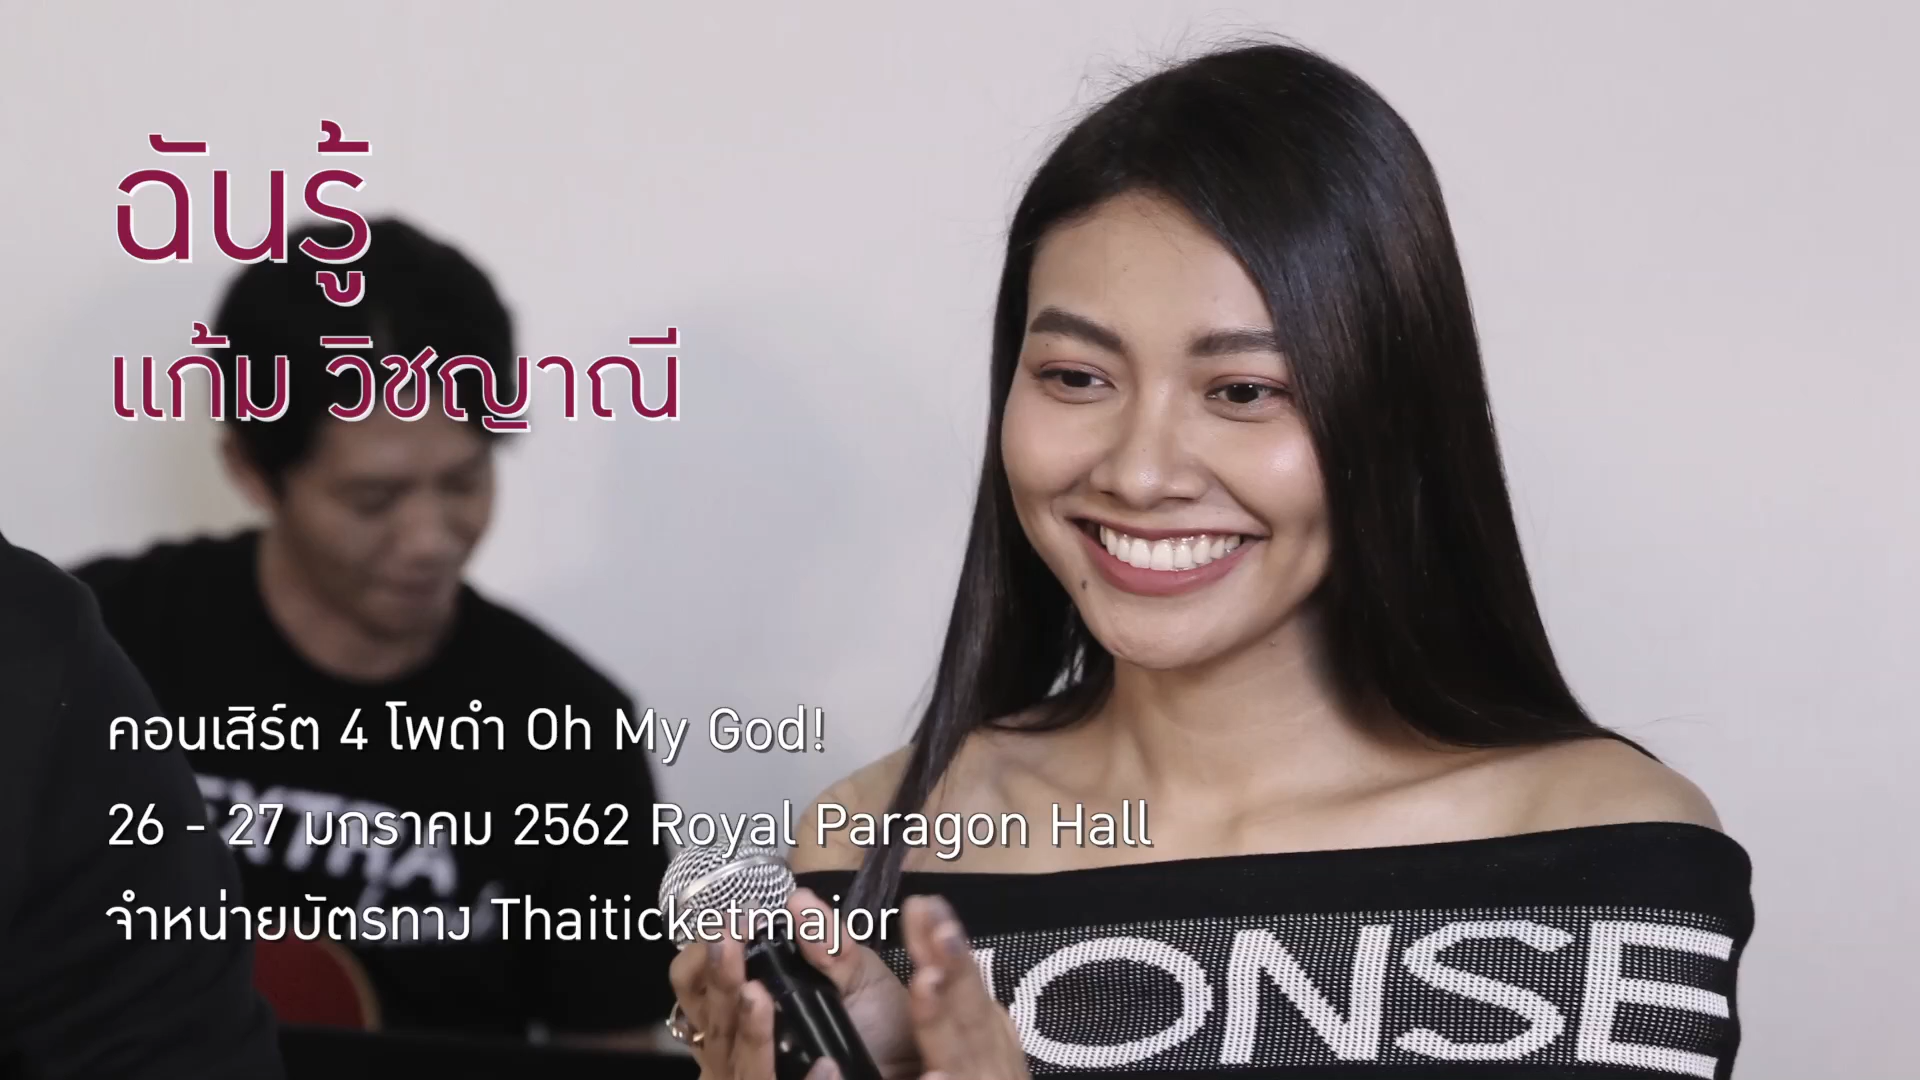 ฉันรู้
แก้ม วิชญาณี
คอนเสิร์ต 4 โพดำ Oh My God!
26 - 27 มกราคม 2562 Royal Paragon Hall
จำหน่ายบัตรทาง Thaiticketmajor
EXTRA
ONSE